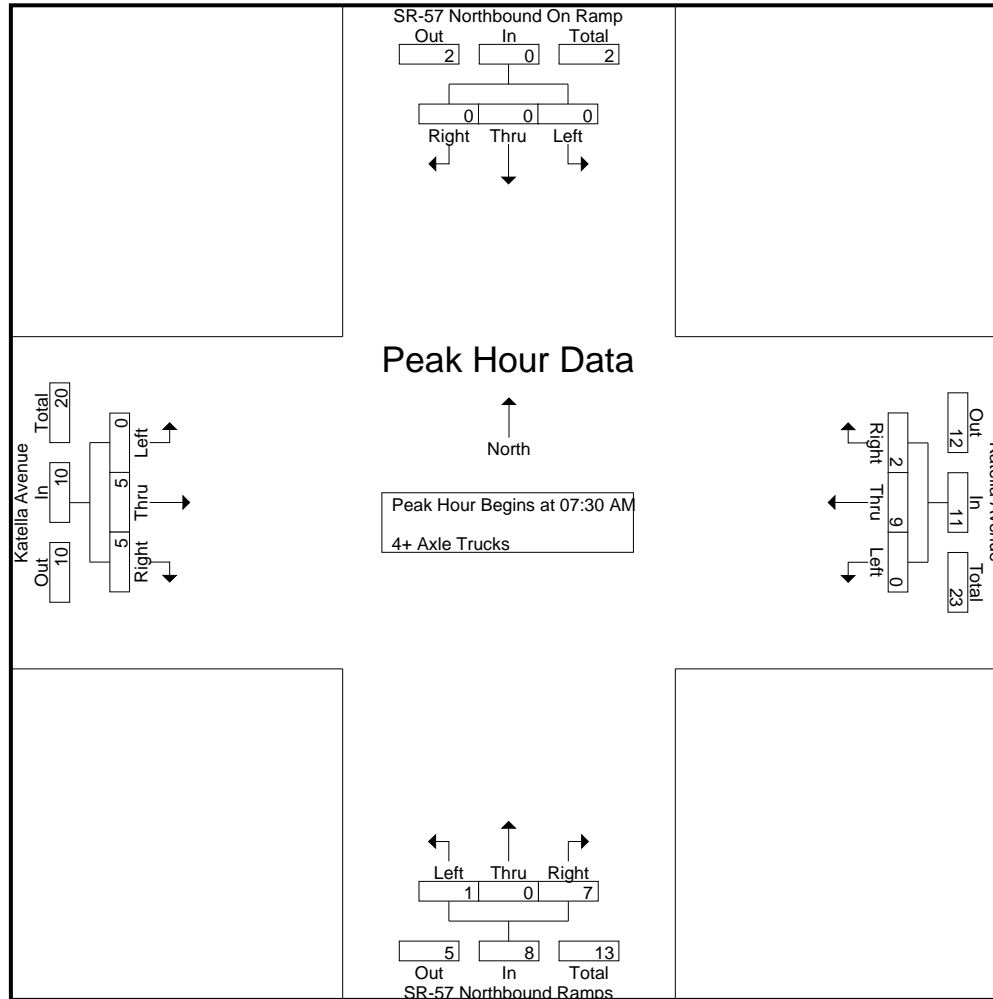 SR-57 Northbound On Ramp
Out In Total
2 0 2
0 0 0
Right Thru Left
Peak Hour Data
North
Peak Hour Begins at 07:30 AM
4+ Axle Trucks
Katella Avenue
Out In Total
10 10 20
Left Thru Right
0 5 5
Out In Total
12 11 23
Right Thru Left
2 9 0
Left Thru Right
1 0 7
5 8 13
Out In Total
SR-57 Northbound Ramps